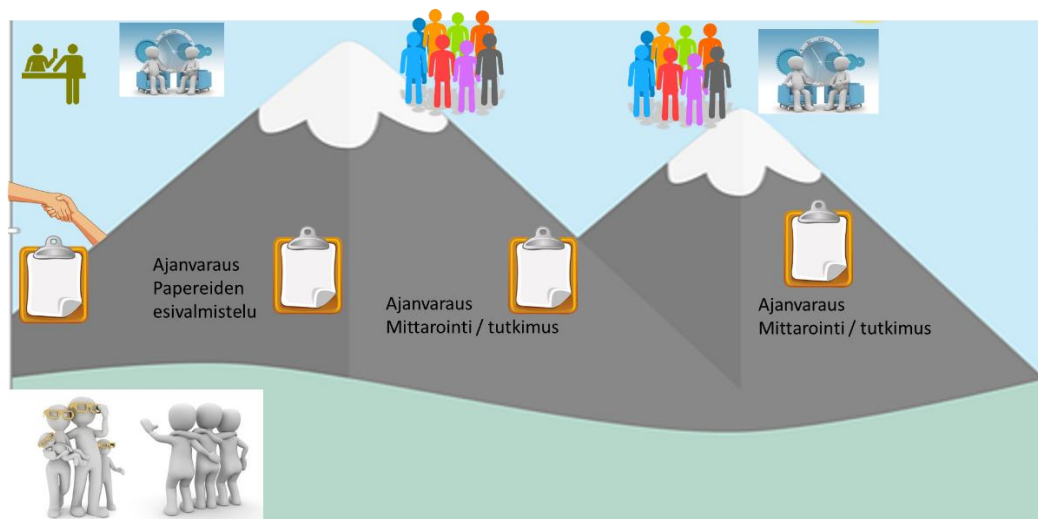 Ajanvaraus
Papereiden
esivalmistelu
Ajanvaraus
Mittarointi / tutkimus
Ajanvaraus
Mittarointi / tutkimus